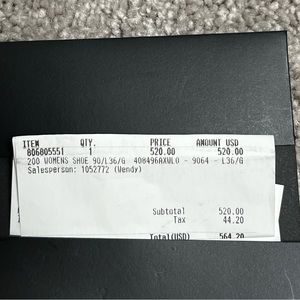 ITEM QTY. PRICE AMOUNT USD
806805551 1 520.00 520.00
200 WOMENS SHOE 90/L36/G 408496AXWL0 - 9064 - L36/G
Salesperson: 1052772 (Wendy)
Subtotal 520.00
Tax 44.20
Total(USD) 564.20